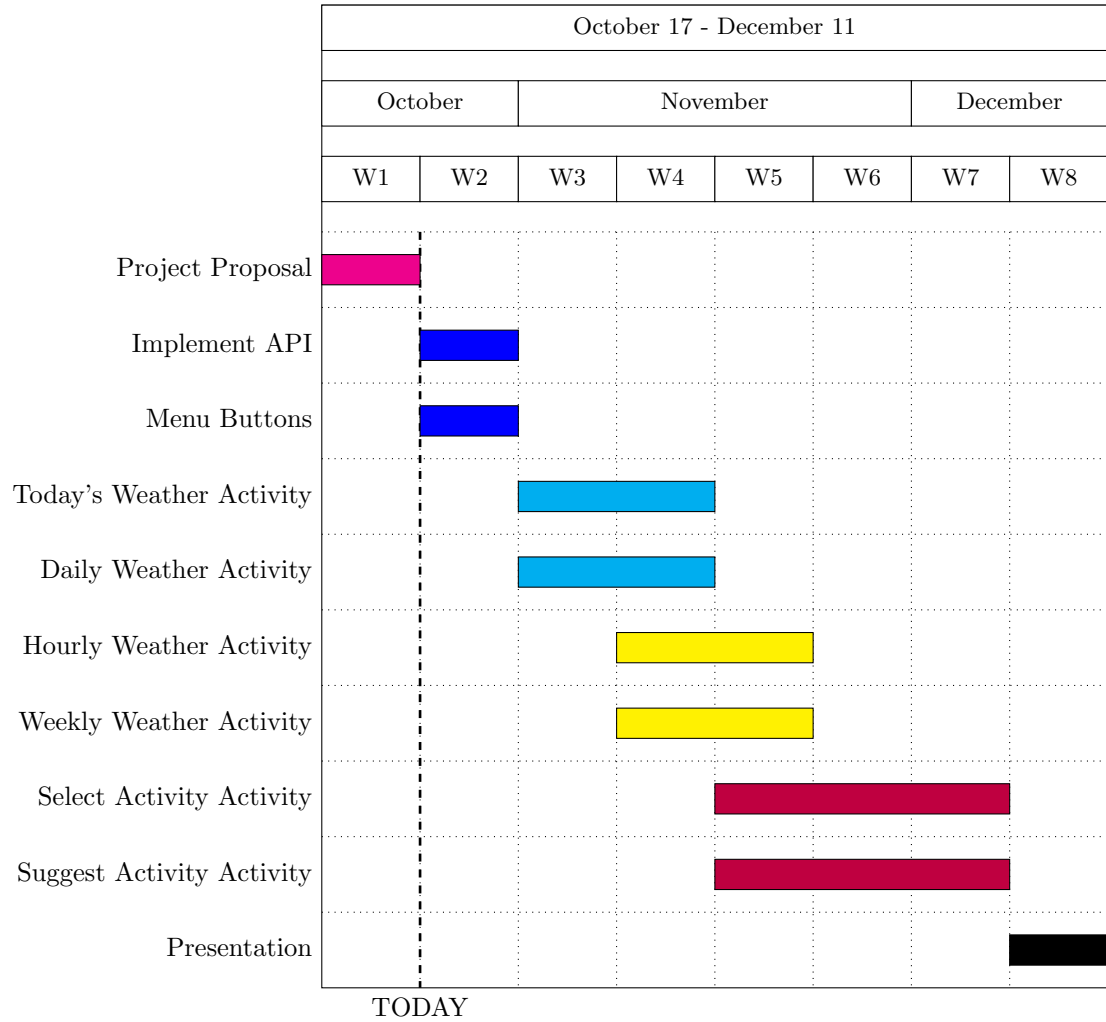 October 17 - December 11
October November December
W1 W2 W3 W4 W5 W6 W7 W8
Project Proposal
Implement API
Menu Buttons
Today's Weather Activity
Daily Weather Activity
Hourly Weather Activity
Weekly Weather Activity
Select Activity Activity
Suggest Activity Activity
Presentation
TODAY